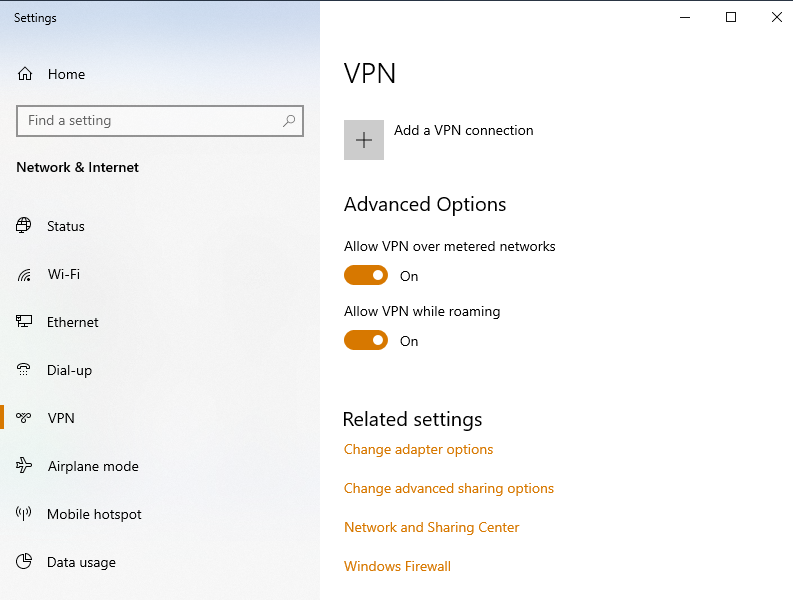 Settings
Home
Find a setting
Network & Internet
Status
Wi-Fi
Ethernet
Dial-up
VPN
Airplane mode
Mobile hotspot
Data usage
VPN
Add a VPN connection
Advanced Options
Allow VPN over metered networks
On
Allow VPN while roaming
On
Related settings
Change adapter options
Change advanced sharing options
Network and Sharing Center
Windows Firewall